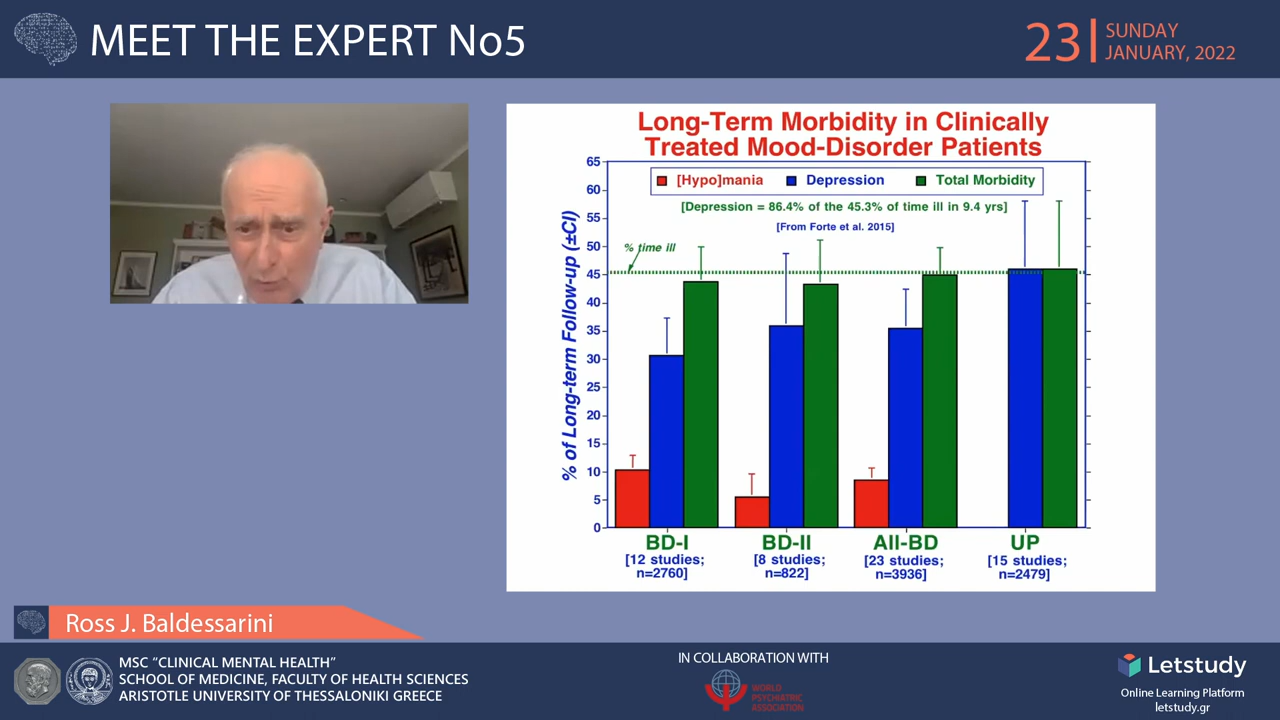 MEET THE EXPERT No5
23
SUNDAY
JANUARY, 2022
Long-Term Morbidity in Clinically
Treated Mood-Disorder Patients
[Hypo]mania
Depression
Total Morbidity
[Depression = 86.4% of the 45.3% of time ill in 9.4 yrs]
[From Forte et al. 2015]
% time ill
% of Long-term Follow-up (±CI)
65
60
55
50
45
40
35
30
25
20
15
10
5
0
BD-I
[12 studies;
n=2760]
BD-II
[8 studies;
n=822]
All-BD
[23 studies;
n=3936]
UP
[15 studies;
n=2479]
Ross J. Baldessarini
MSC “CLINICAL MENTAL HEALTH”
SCHOOL OF MEDICINE, FACULTY OF HEALTH SCIENCES
ARISTOTLE UNIVERSITY OF THESSALONIKI GREECE
IN COLLABORATION WITH
WORLD
PSYCHIATRIC
ASSOCIATION
Letstudy
Online Learning Platform
letstudy.gr